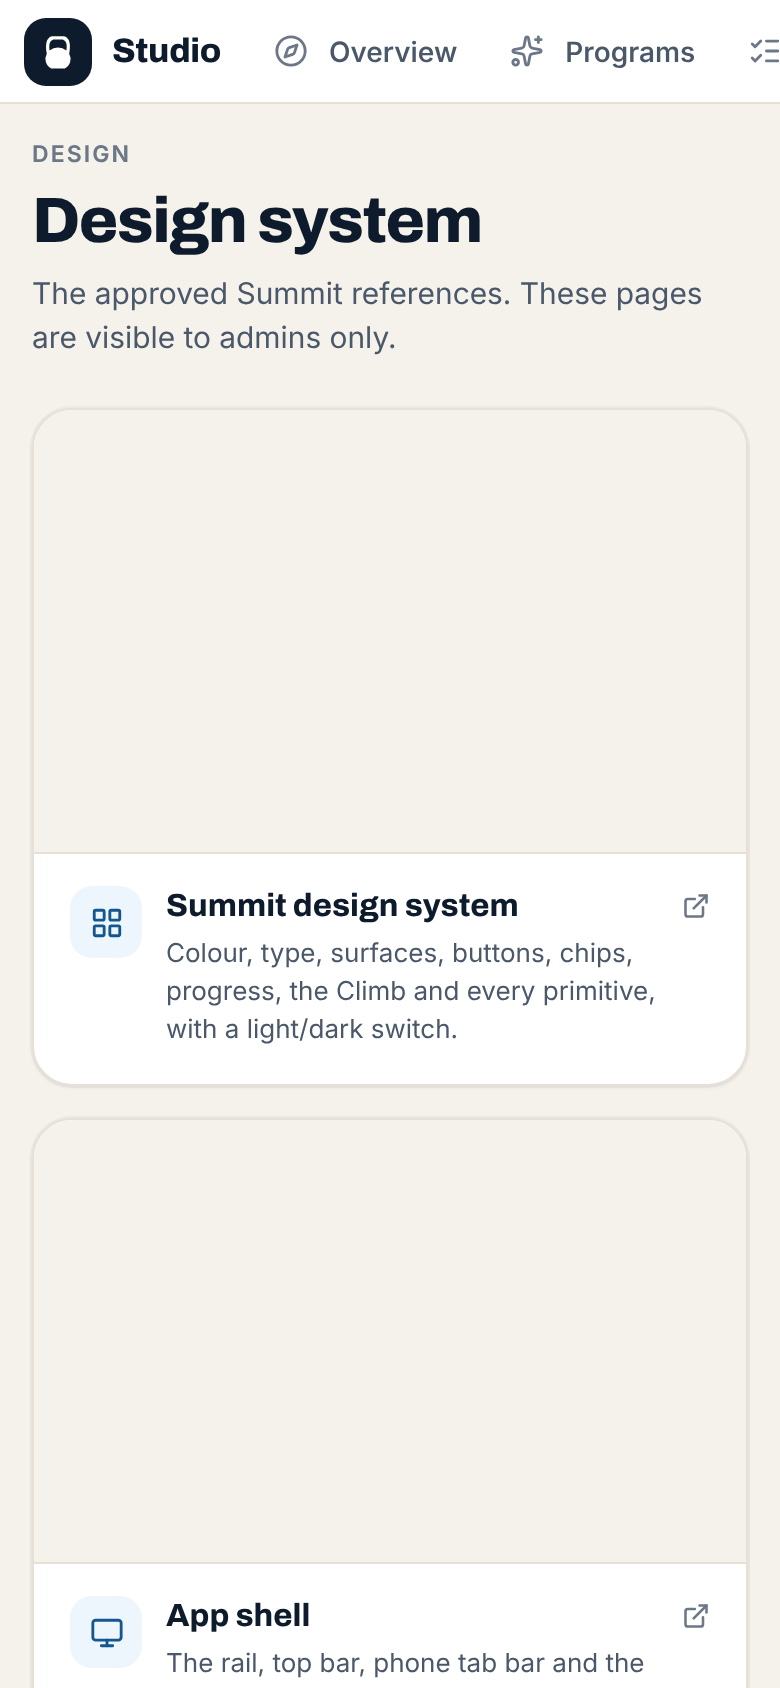 Studio
Overview
Programs
DESIGN
Design system
The approved Summit references. These pages
are visible to admins only.
Summit design system
Colour, type, surfaces, buttons, chips,
progress, the Climb and every primitive,
with a light/dark switch.
App shell
The rail, top bar, phone tab bar and the